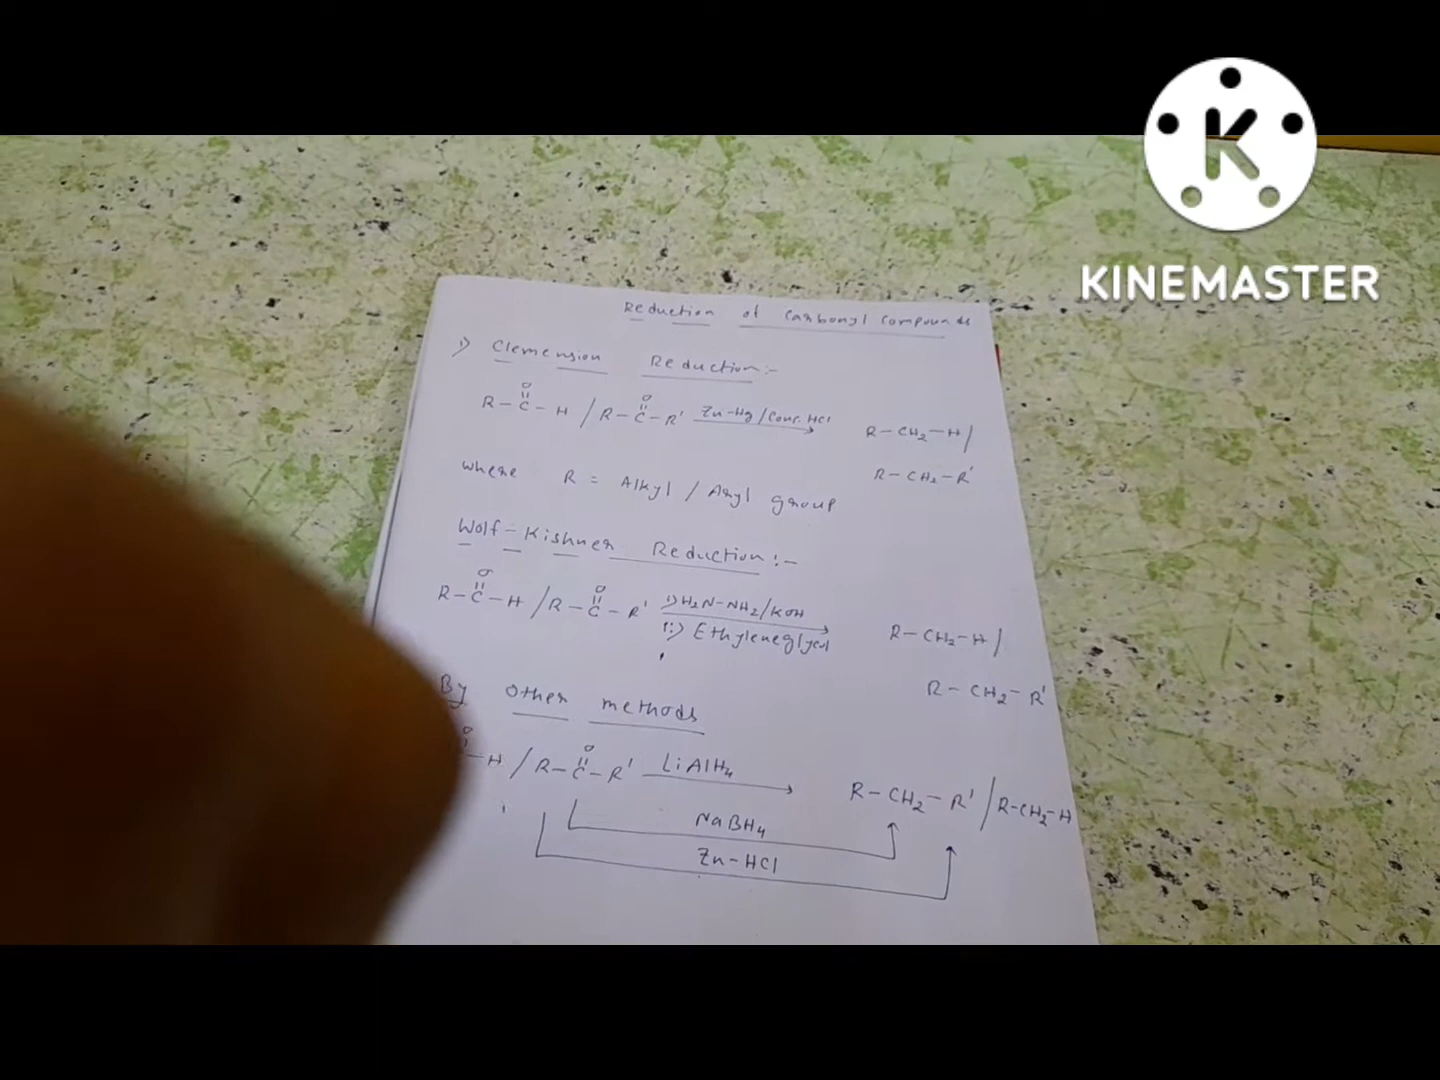 KINEMASTER
Reduction of Carbonyl Compounds
1) Clemension Reduction:-
O O
R-C-H / R-C-R' Zn-Hg/Conc. HCl R-CH2-H/
R-CH2-R'
where R = Alkyl / Aryl group
Wolf-Kishner Reduction:-
O O
R-C-H / R-C-R' i) H2N-NH2/KOH R-CH2-H/
ii) Ethyleneglycol
R-CH2-R'
By Other methods
O O
-H / R-C-R' LiAlH4 R-CH2-R' / R-CH2-H
NaBH4
Zn-HCl